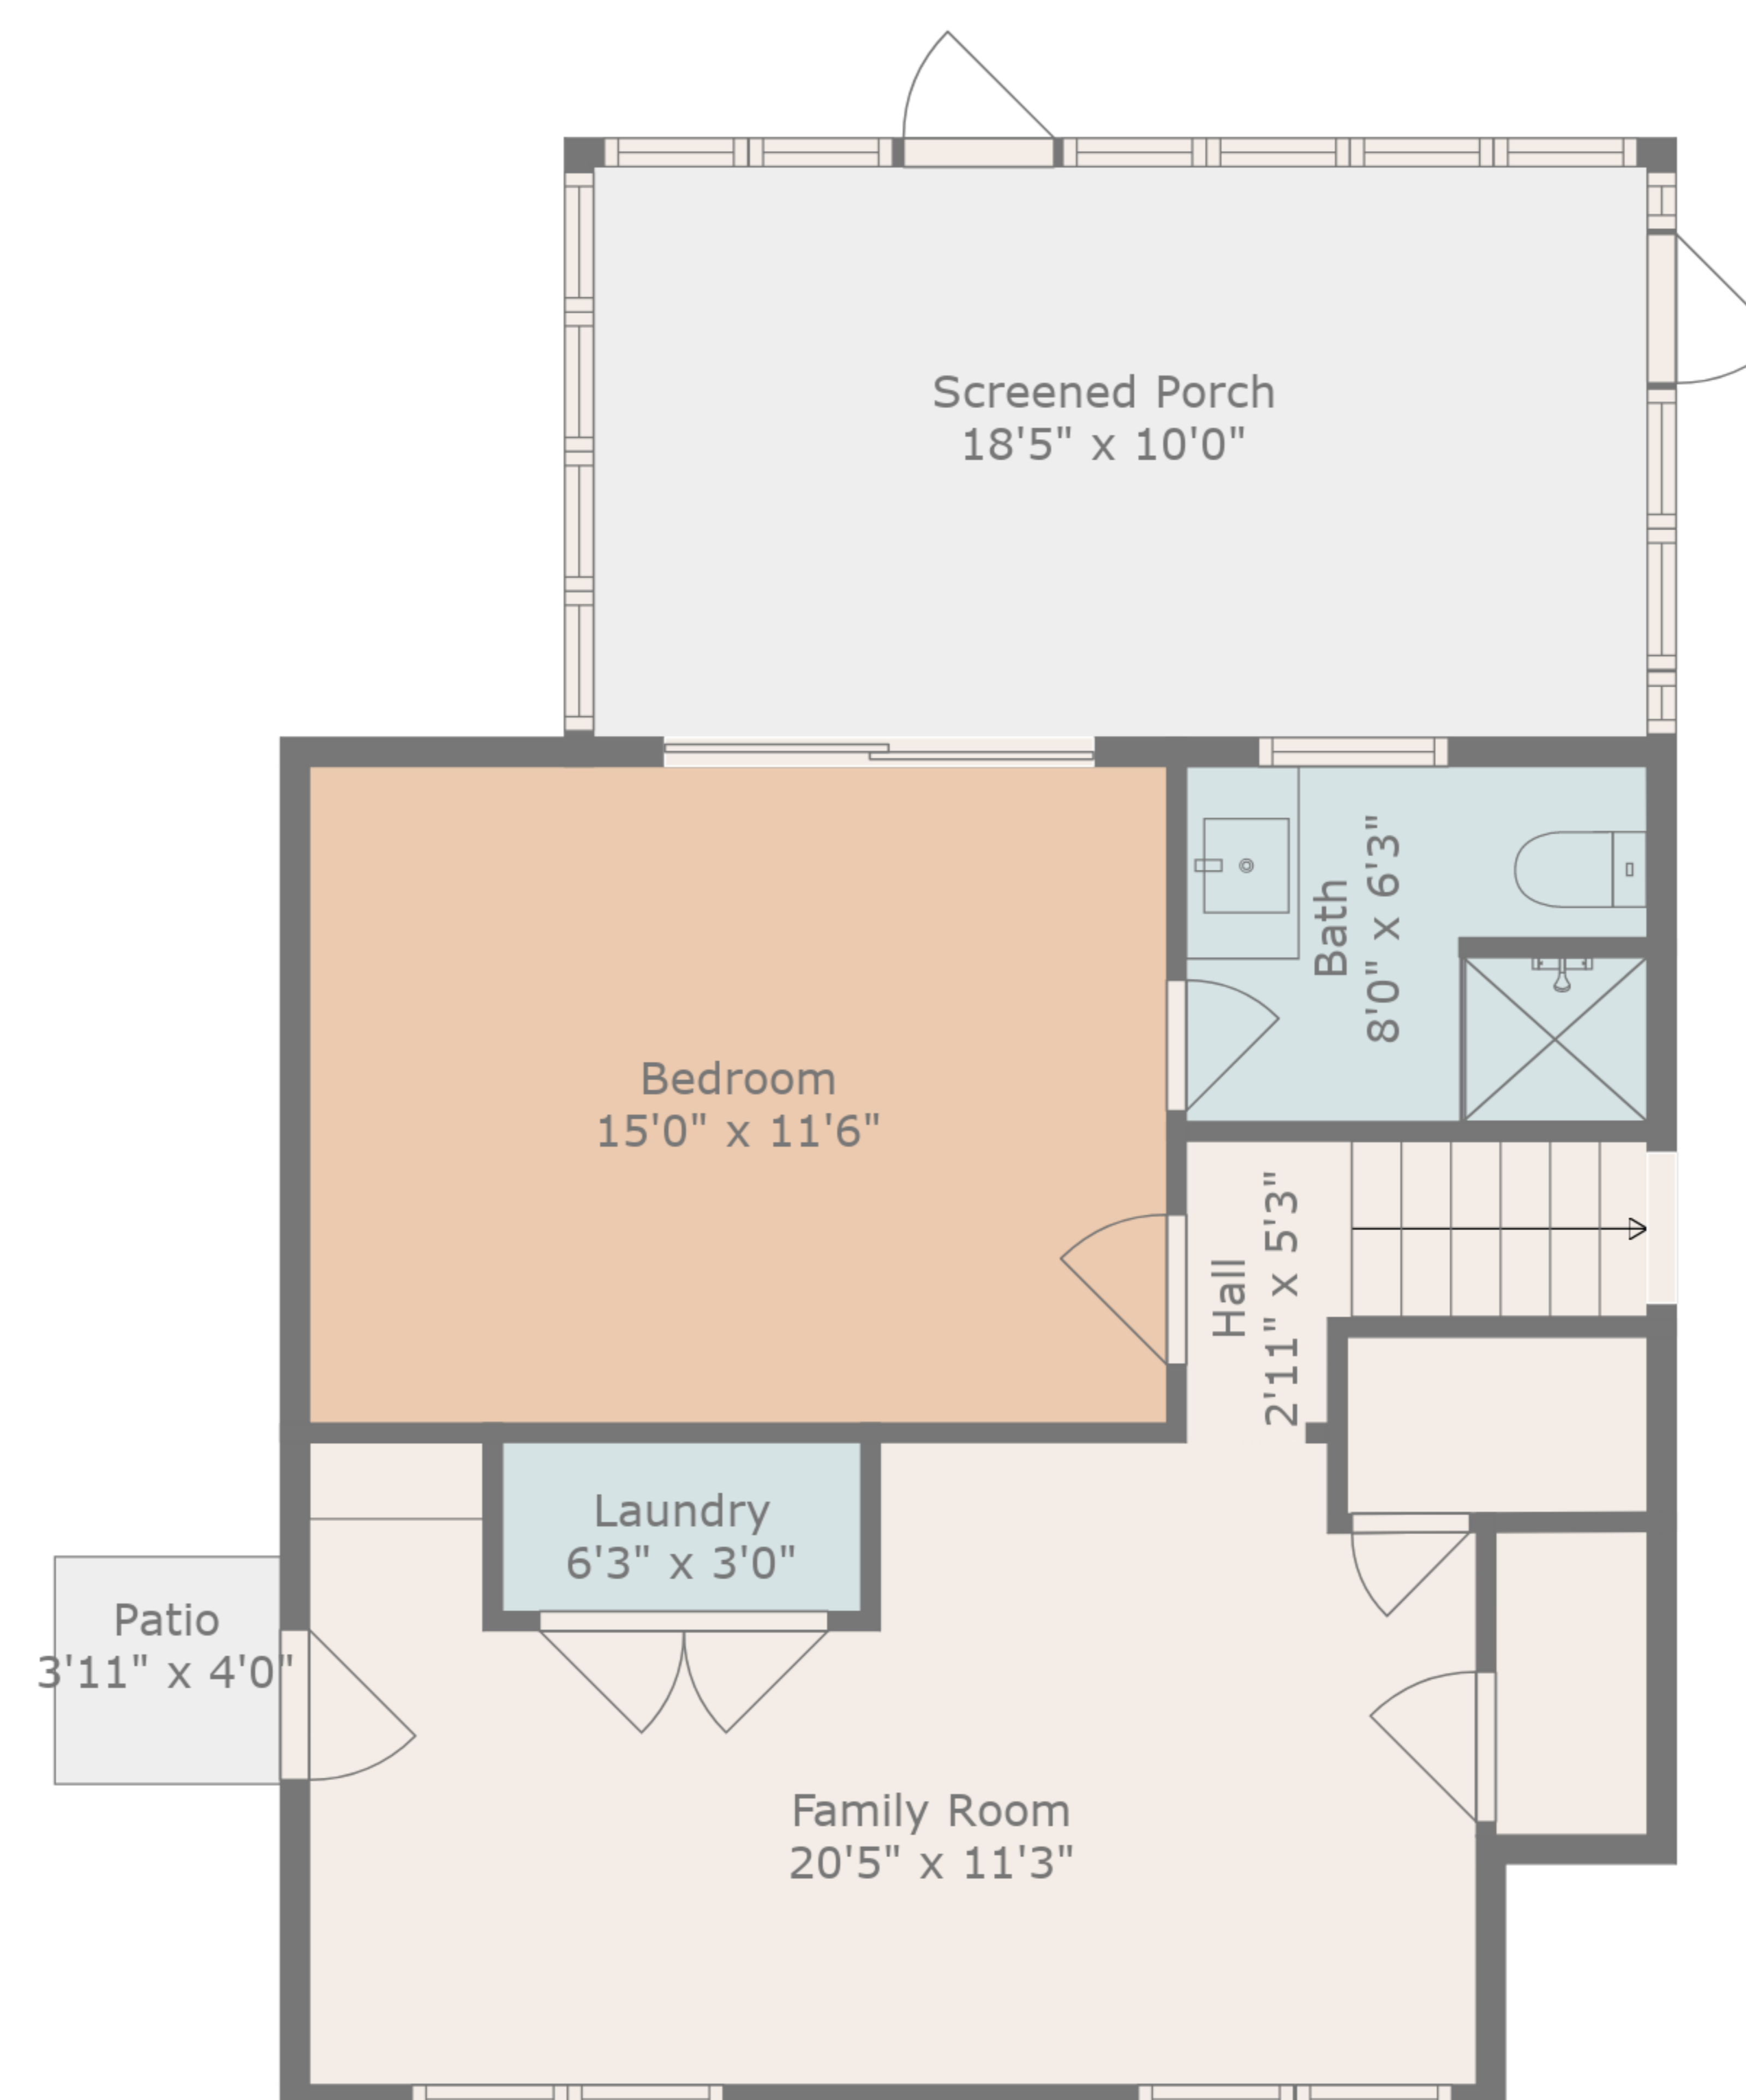 Screened Porch
18'5" x 10'0"
Bath
8'0" x 6'3"
Bedroom
15'0" x 11'6"
Hall
2'11" x 5'3"
Laundry
6'3" x 3'0"
Patio
3'11" x 4'0"
Family Room
20'5" x 11'3"